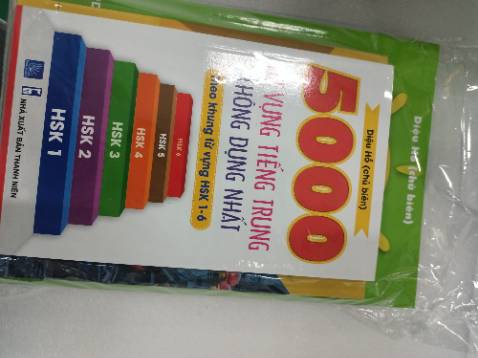 Diệu Hồ (chủ biên)
Diệu Hồ (chủ biên)
5000
VỰNG TIẾNG TRUNG
THÔNG DỤNG NHẤT
theo khung từ vựng HSK 1-6
HSK 6
HSK 5
HSK 4
HSK 3
HSK 2
HSK 1
NHÀ XUẤT BẢN THANH NIÊN